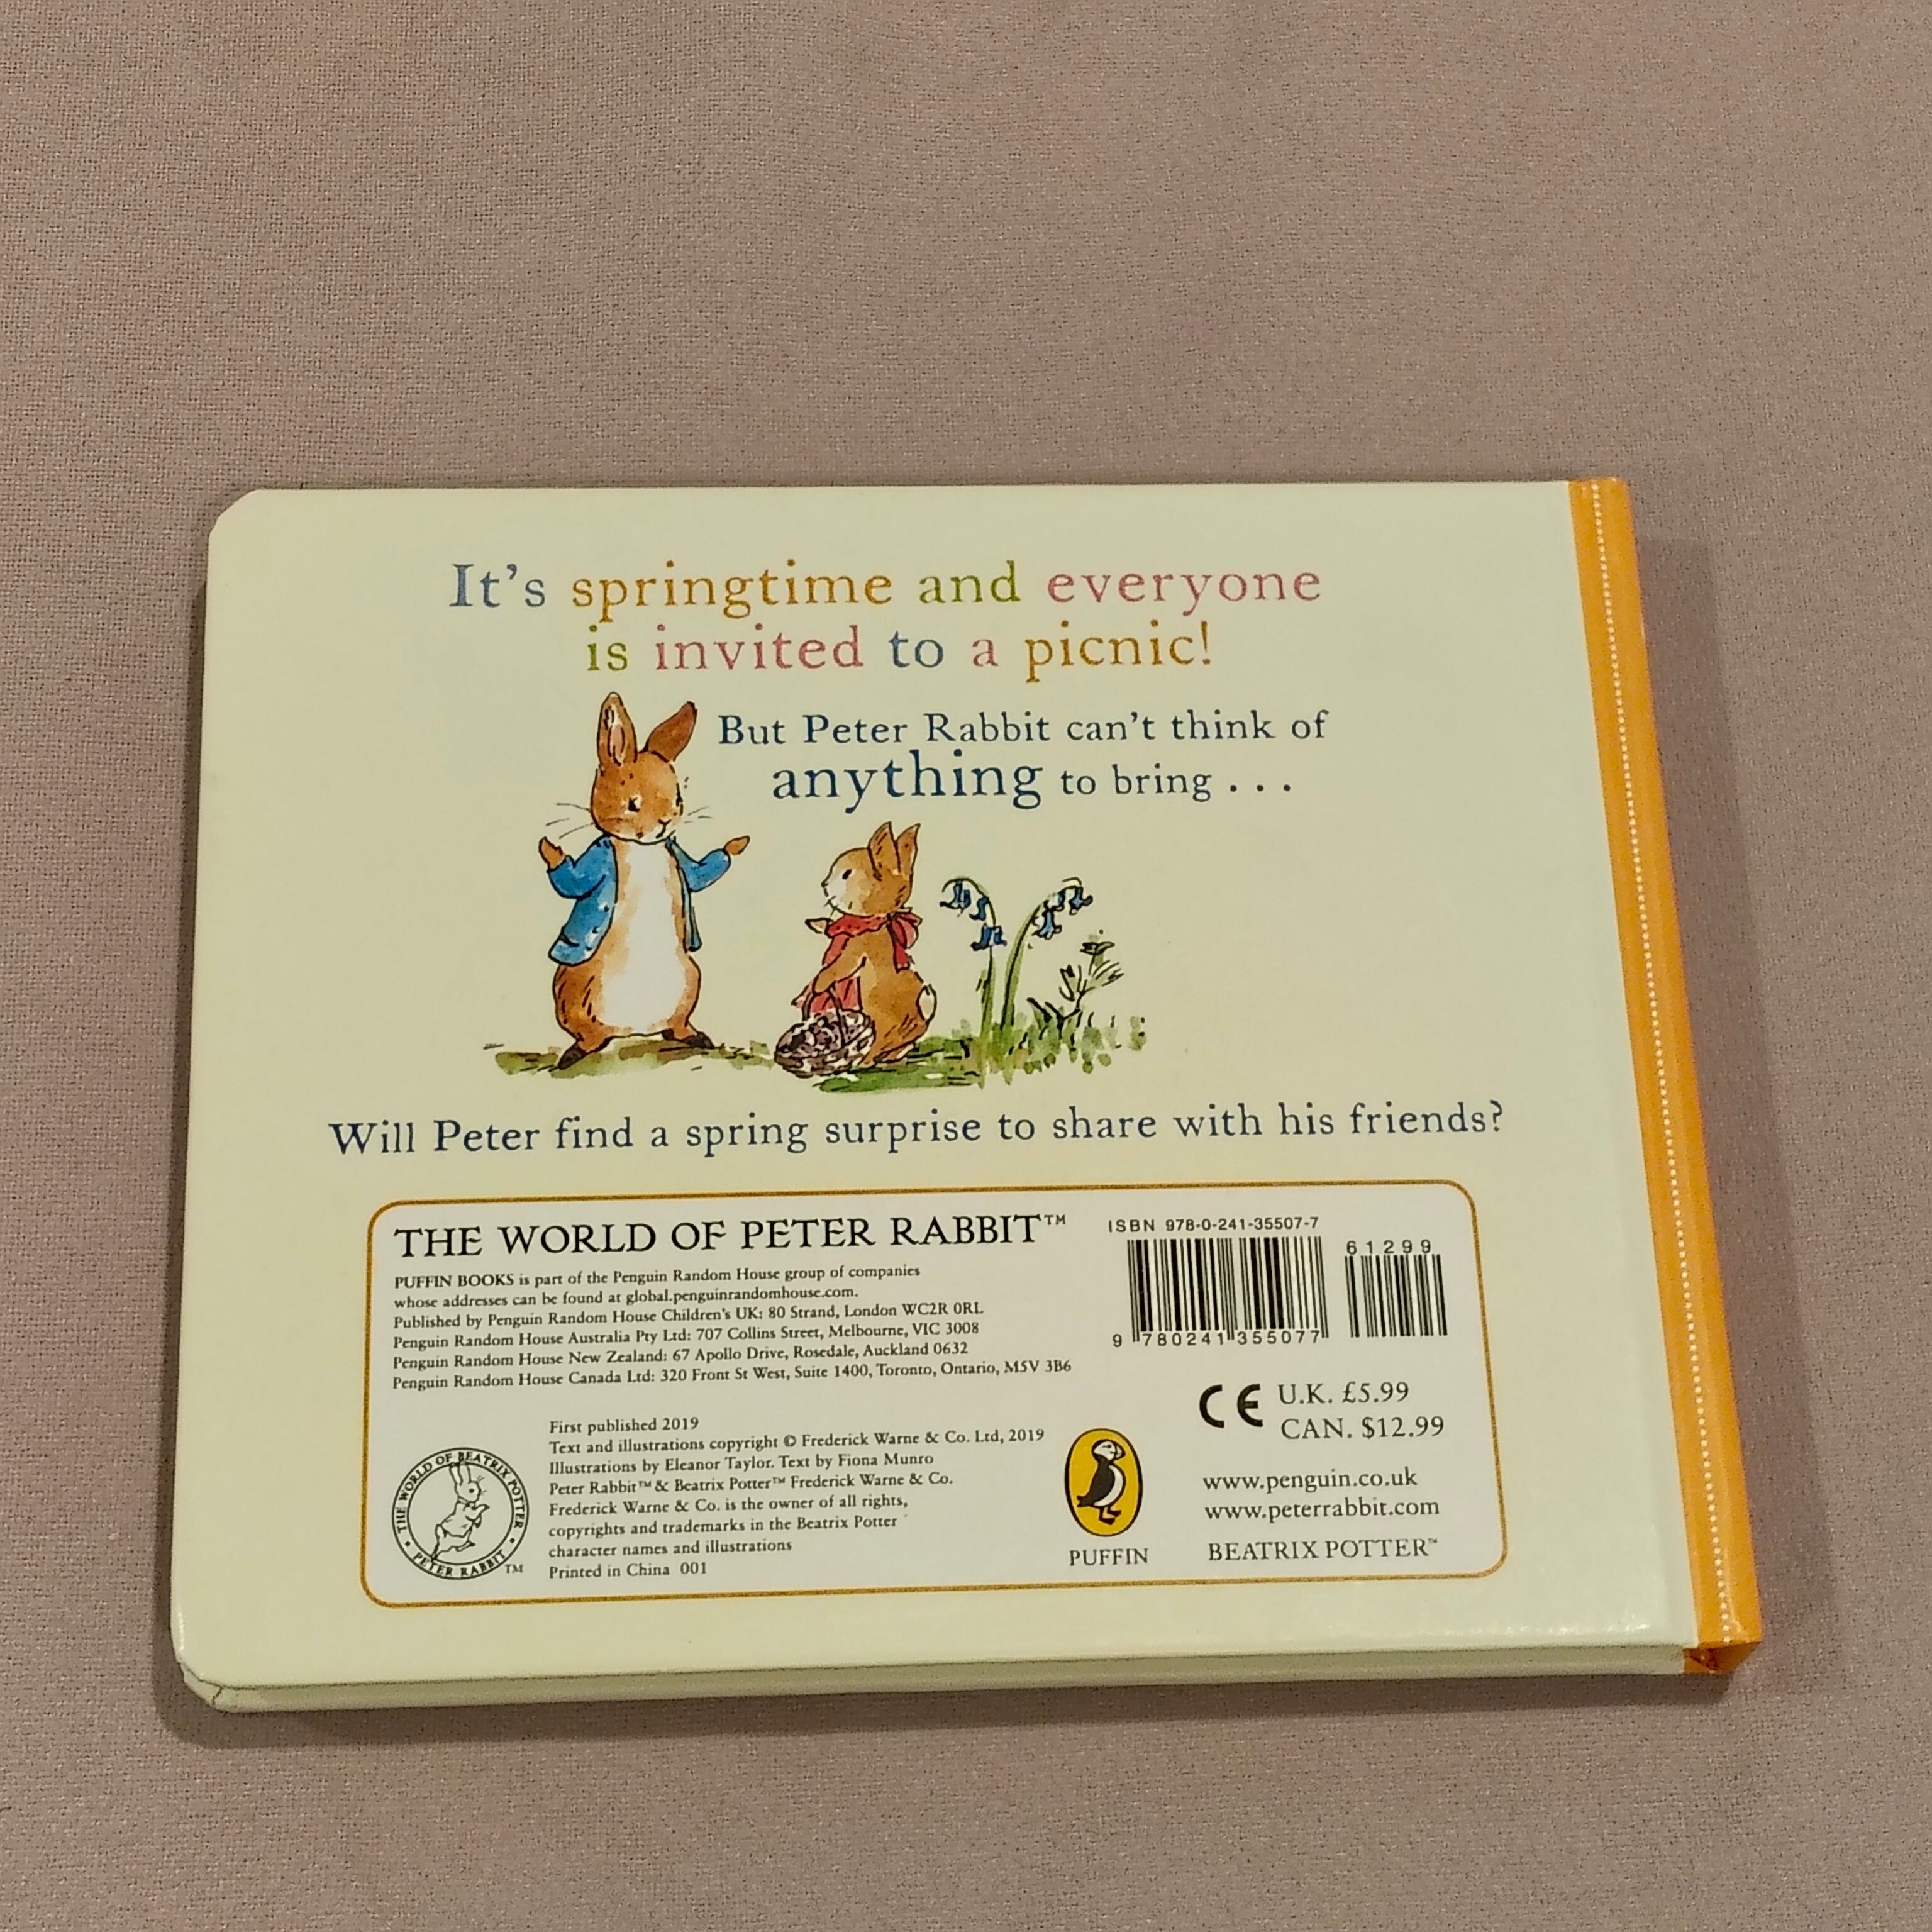 It's springtime and everyone
is invited to a picnic!
But Peter Rabbit can't think of
anything to bring . . .
Will Peter find a spring surprise to share with his friends?
THE WORLD OF PETER RABBIT™
PUFFIN BOOKS is part of the Penguin Random House group of companies
whose addresses can be found at global.penguinrandomhouse.com.
Published by Penguin Random House Children's UK: 80 Strand, London WC2R 0RL
Penguin Random House Australia Pty Ltd: 707 Collins Street, Melbourne, VIC 3008
Penguin Random House New Zealand: 67 Apollo Drive, Rosedale, Auckland 0632
Penguin Random House Canada Ltd: 320 Front St West, Suite 1400, Toronto, Ontario, M5V 3B6
ISBN 978-0-241-35507-7
61299
9 780241 355077
THE WORLD OF BEATRIX POTTER
PETER RABBIT ™
First published 2019
Text and illustrations copyright © Frederick Warne & Co. Ltd, 2019
Illustrations by Eleanor Taylor. Text by Fiona Munro
Peter Rabbit™ & Beatrix Potter™ Frederick Warne & Co.
Frederick Warne & Co. is the owner of all rights,
copyrights and trademarks in the Beatrix Potter
character names and illustrations
Printed in China 001
PUFFIN
CE
U.K. £5.99
CAN. $12.99
www.penguin.co.uk
www.peterrabbit.com
BEATRIX POTTER™